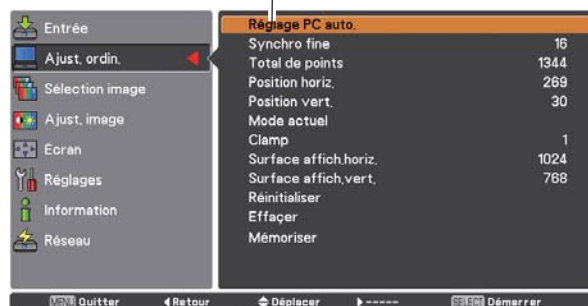 Entrée
Ajust. ordin.
Sélection image
Ajust. image
Écran
Réglages
Information
Réseau
Réglage PC auto.
Synchro fine 16
Total de points 1344
Position horiz. 269
Position vert. 30
Mode actuel
Clamp 1
Surface affich.horiz. 1024
Surface affich.vert. 768
Réinitialiser
Effaçer
Mémoriser
MENU Quitter Retour Déplacer ----- SELECT Démarrer